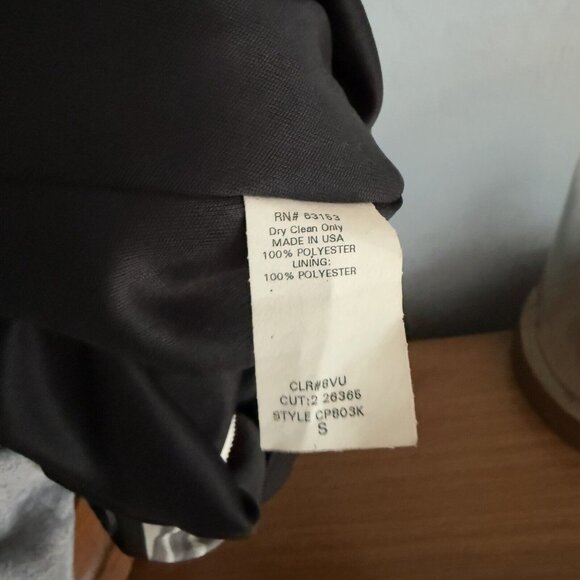 RN# 63153
Dry Clean Only
MADE IN USA
100% POLYESTER
LINING:
100% POLYESTER
CLR#6VU
CUT:2 26365
STYLE CP803K
S